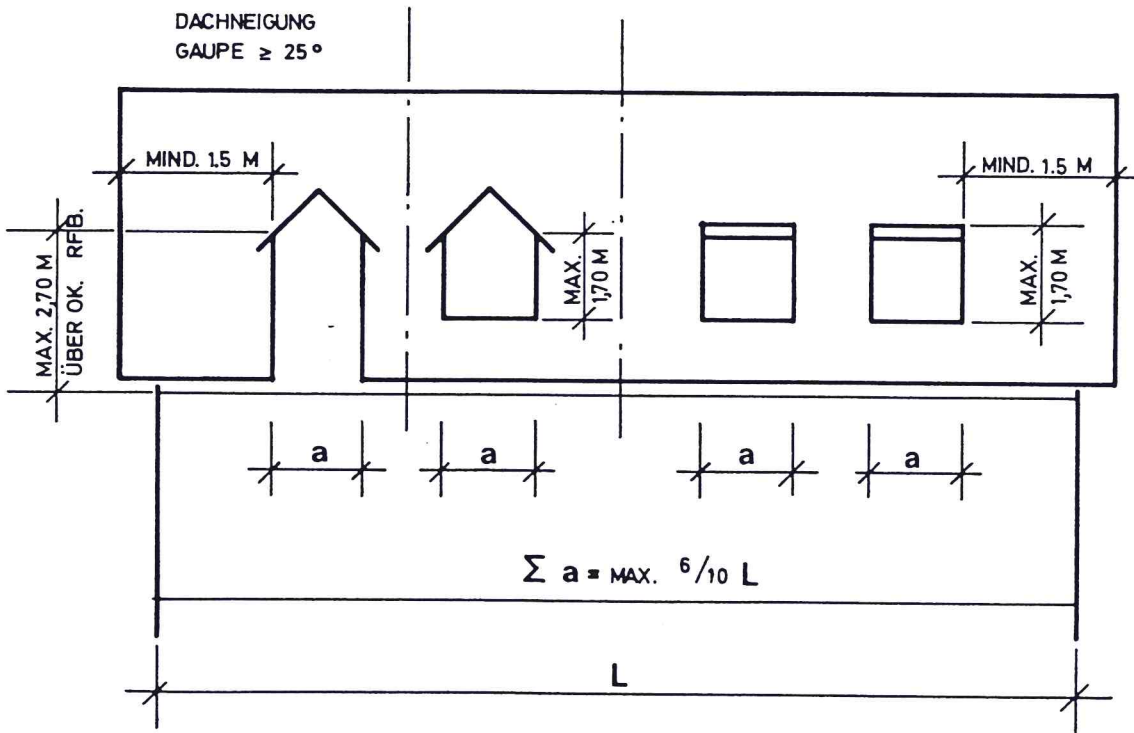 DACHNEIGUNG
GAUPE ≥ 25°
MIND. 1.5 M
MIND. 1.5 M
MAX. 2,70 M
ÜBER OK. RFB.
MAX.
1,70 M
MAX.
1,70 M
a
a
a
a
Σ a = MAX. 6/10 L
L